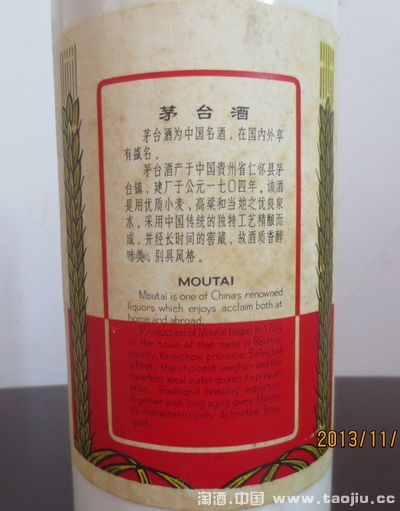 茅台酒
茅台酒为中国名酒，在国内外享
有盛名。
茅台酒产于中国贵州省仁怀县茅
台镇，建厂于公元一七〇四年。该酒
是用优质小麦、高粱和当地之优良泉
水。采用中国传统的独特工艺精酿而
成，并经长时间的窖藏，故酒质香醇
味美，别具风格。
MOUTAI
Moutai is one of China's renowned
liquors which enjoys acclaim both at
home and abroad.
Production of Moutai began in 1704
in the town of that name in Renhuai
county, Kweichow province. Selected
wheat, the choicest sorghum and the
excellent local water go into its prepar-
ation. Traditional brewing expertise
together with long aging gives Moutai
its characteristically distinctive bou-
quet.
2013/11/
淘酒.中国 www.taojiu.cc